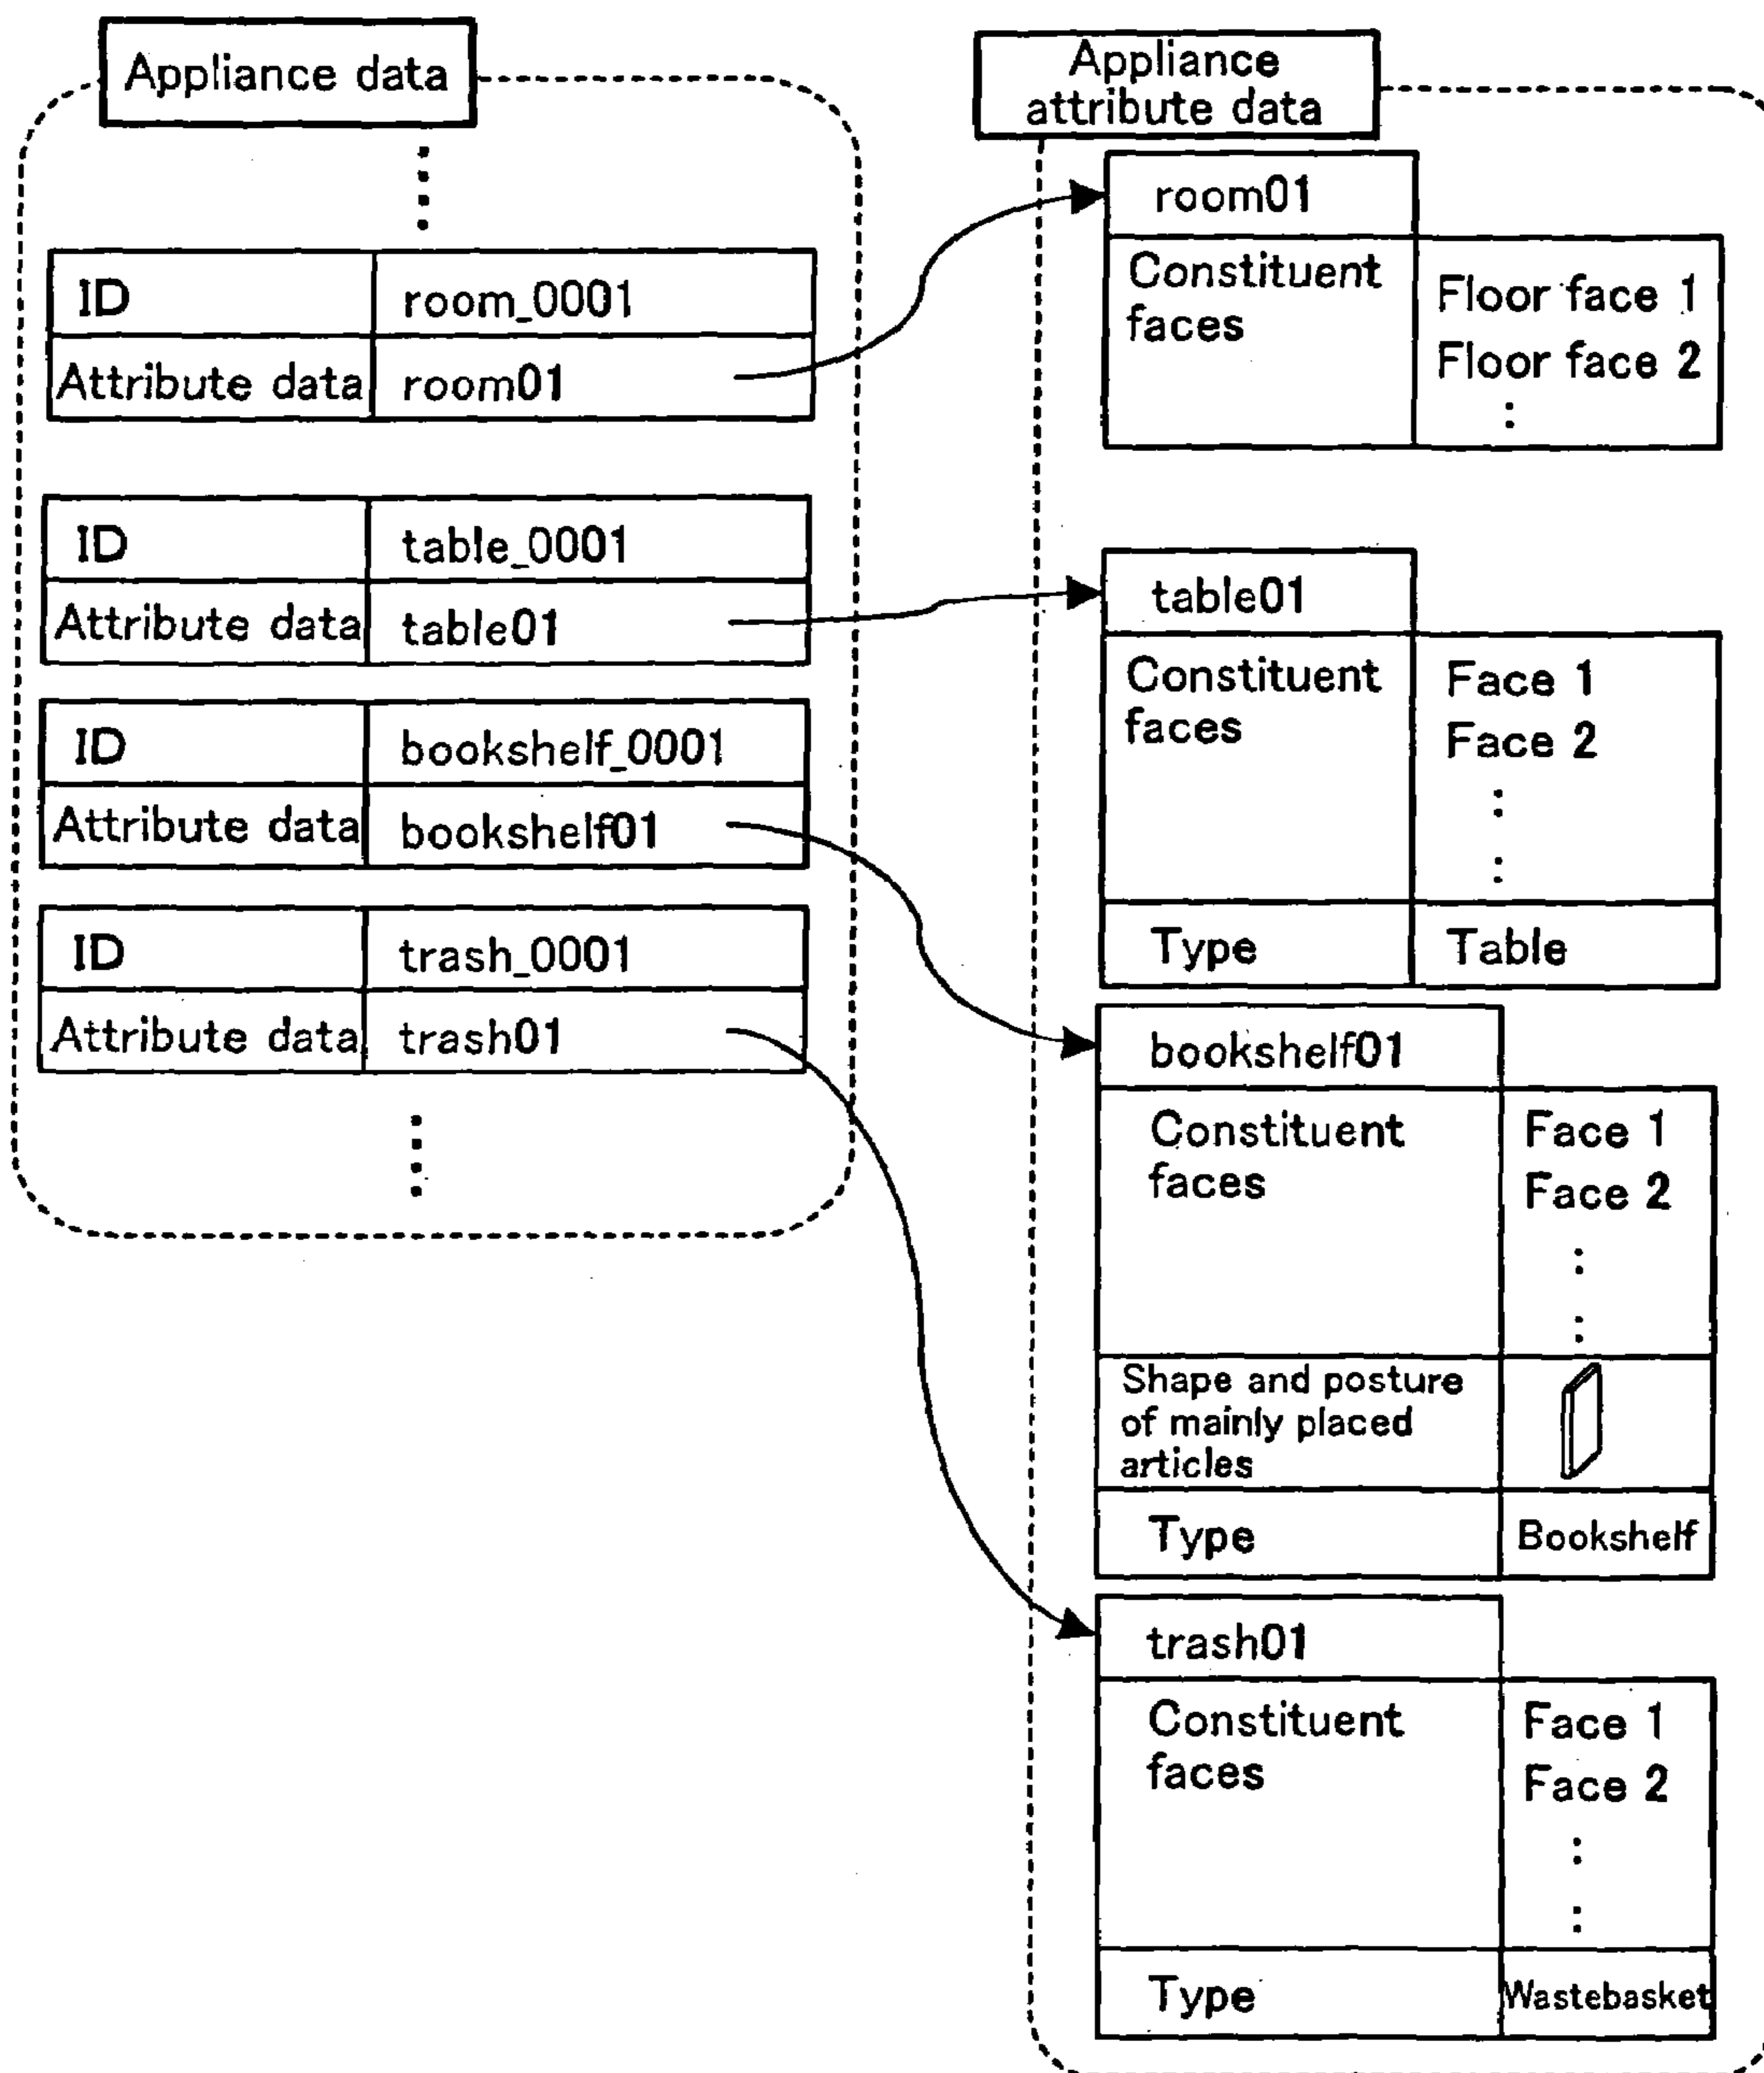 Appliance data
ID room_0001
Attribute data room01
ID table_0001
Attribute data table01
ID bookshelf_0001
Attribute data bookshelf01
ID trash_0001
Attribute data trash01
Appliance
attribute data
room01
Constituent
faces
Floor face 1
Floor face 2
table01
Constituent
faces
Face 1
Face 2
Type Table
bookshelf01
Constituent
faces
Face 1
Face 2
Shape and posture
of mainly placed
articles
Type Bookshelf
trash01
Constituent
faces
Face 1
Face 2
Type Wastebasket